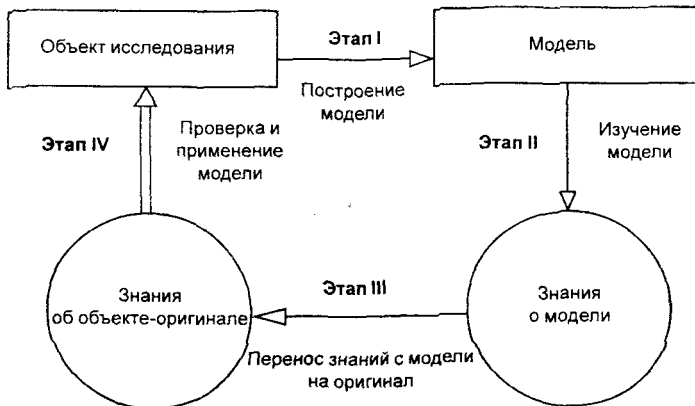 Объект исследования
Этап I
Модель
Построение
модели
Этап IV
Проверка и
применение
модели
Этап II
Изучение
модели
Знания
об объекте-оригинале
Этап III
Знания
о модели
Перенос знаний с модели
на оригинал